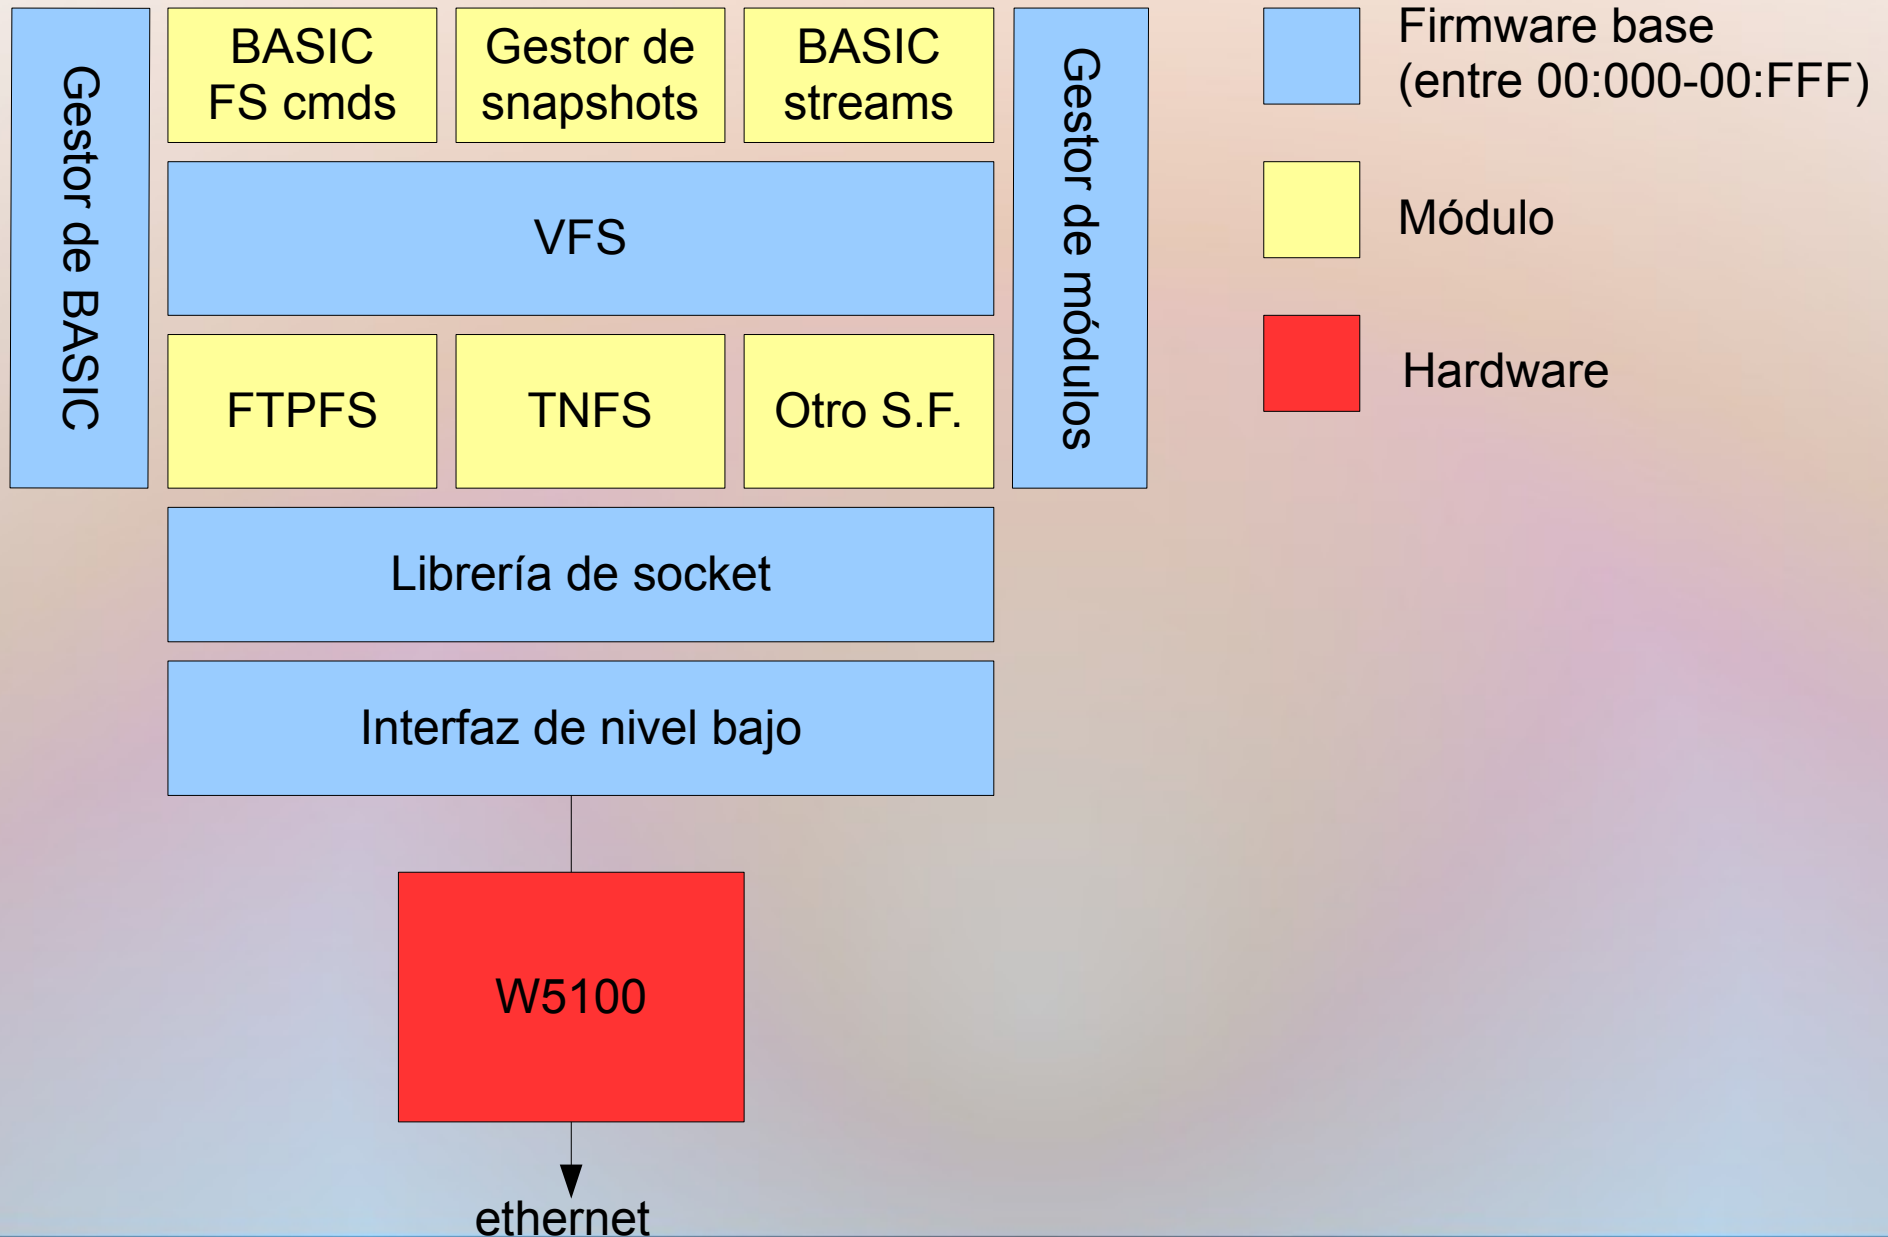 Gestor de BASIC
BASIC
FS cmds
Gestor de
snapshots
BASIC
streams
Gestor de módulos
VFS
FTPFS
TNFS
Otro S.F.
Librería de socket
Interfaz de nivel bajo
W5100
ethernet
Firmware base
(entre 00:000-00:FFF)
Módulo
Hardware